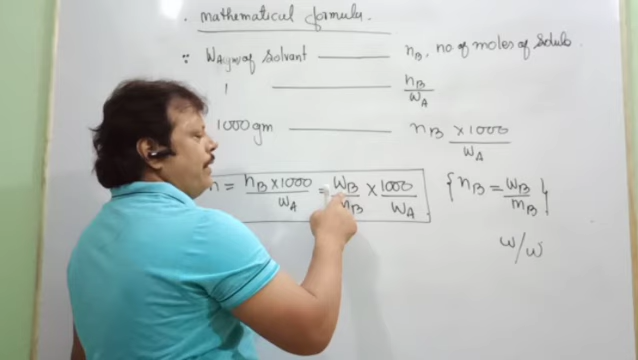 . mathematical formula.
∵ WA gm of solvent —— nB, no of moles of solute.
1 —— nB/WA
1000 gm —— nB × 1000/WA
m = nB × 1000/WA = WB/mB × 1000/WA { nB = WB/mB }
w/w